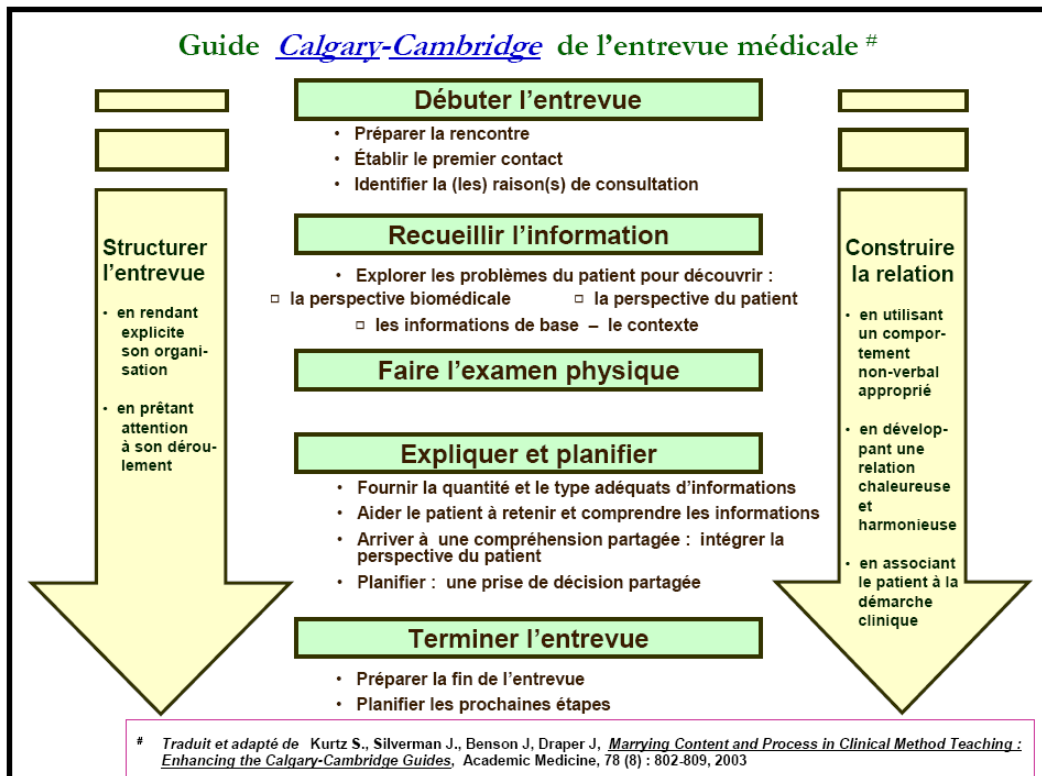 Guide Calgary-Cambridge de l'entrevue médicale #
Débuter l'entrevue
• Préparer la rencontre
• Établir le premier contact
• Identifier la (les) raison(s) de consultation
Structurer
l'entrevue
• en rendant
explicite
son organi-
sation
• en prêtant
attention
à son dérou-
lement
Recueillir l'information
• Explorer les problèmes du patient pour découvrir :
□ la perspective biomédicale □ la perspective du patient
□ les informations de base – le contexte
Faire l'examen physique
Expliquer et planifier
• Fournir la quantité et le type adéquats d'informations
• Aider le patient à retenir et comprendre les informations
• Arriver à une compréhension partagée : intégrer la
perspective du patient
• Planifier : une prise de décision partagée
Terminer l'entrevue
• Préparer la fin de l'entrevue
• Planifier les prochaines étapes
Construire
la relation
• en utilisant
un compor-
tement
non-verbal
approprié
• en dévelop-
pant une
relation
chaleureuse
et
harmonieuse
• en associant
le patient à la
démarche
clinique
# Traduit et adapté de Kurtz S., Silverman J., Benson J, Draper J, Marrying Content and Process in Clinical Method Teaching :
Enhancing the Calgary-Cambridge Guides, Academic Medicine, 78 (8) : 802-809, 2003